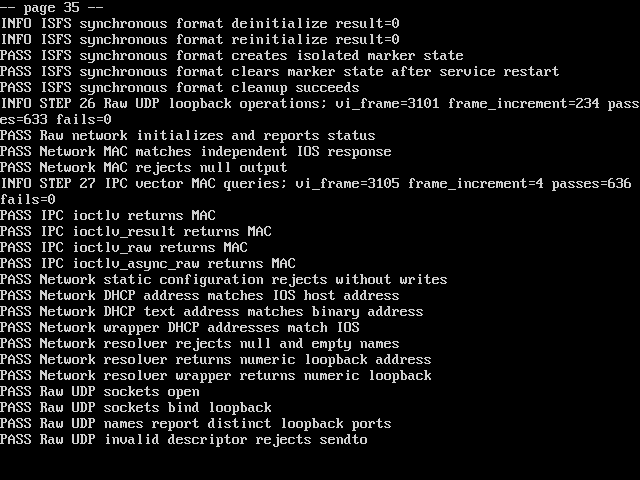 -- page 35 --
INFO ISFS synchronous format deinitialize result=0
INFO ISFS synchronous format reinitialize result=0
PASS ISFS synchronous format creates isolated marker state
PASS ISFS synchronous format clears marker state after service restart
PASS ISFS synchronous format cleanup succeeds
INFO STEP 26 Raw UDP loopback operations; vi_frame=3101 frame_increment=234 pass
es=633 fails=0
PASS Raw network initializes and reports status
PASS Network MAC matches independent IOS response
PASS Network MAC rejects null output
INFO STEP 27 IPC vector MAC queries; vi_frame=3105 frame_increment=4 passes=636
fails=0
PASS IPC ioctlv returns MAC
PASS IPC ioctlv_result returns MAC
PASS IPC ioctlv_raw returns MAC
PASS IPC ioctlv_async_raw returns MAC
PASS Network static configuration rejects without writes
PASS Network DHCP address matches IOS host address
PASS Network DHCP text address matches binary address
PASS Network wrapper DHCP addresses match IOS
PASS Network resolver rejects null and empty names
PASS Network resolver returns numeric loopback address
PASS Network resolver wrapper returns numeric loopback
PASS Raw UDP sockets open
PASS Raw UDP sockets bind loopback
PASS Raw UDP names report distinct loopback ports
PASS Raw UDP invalid descriptor rejects sendto